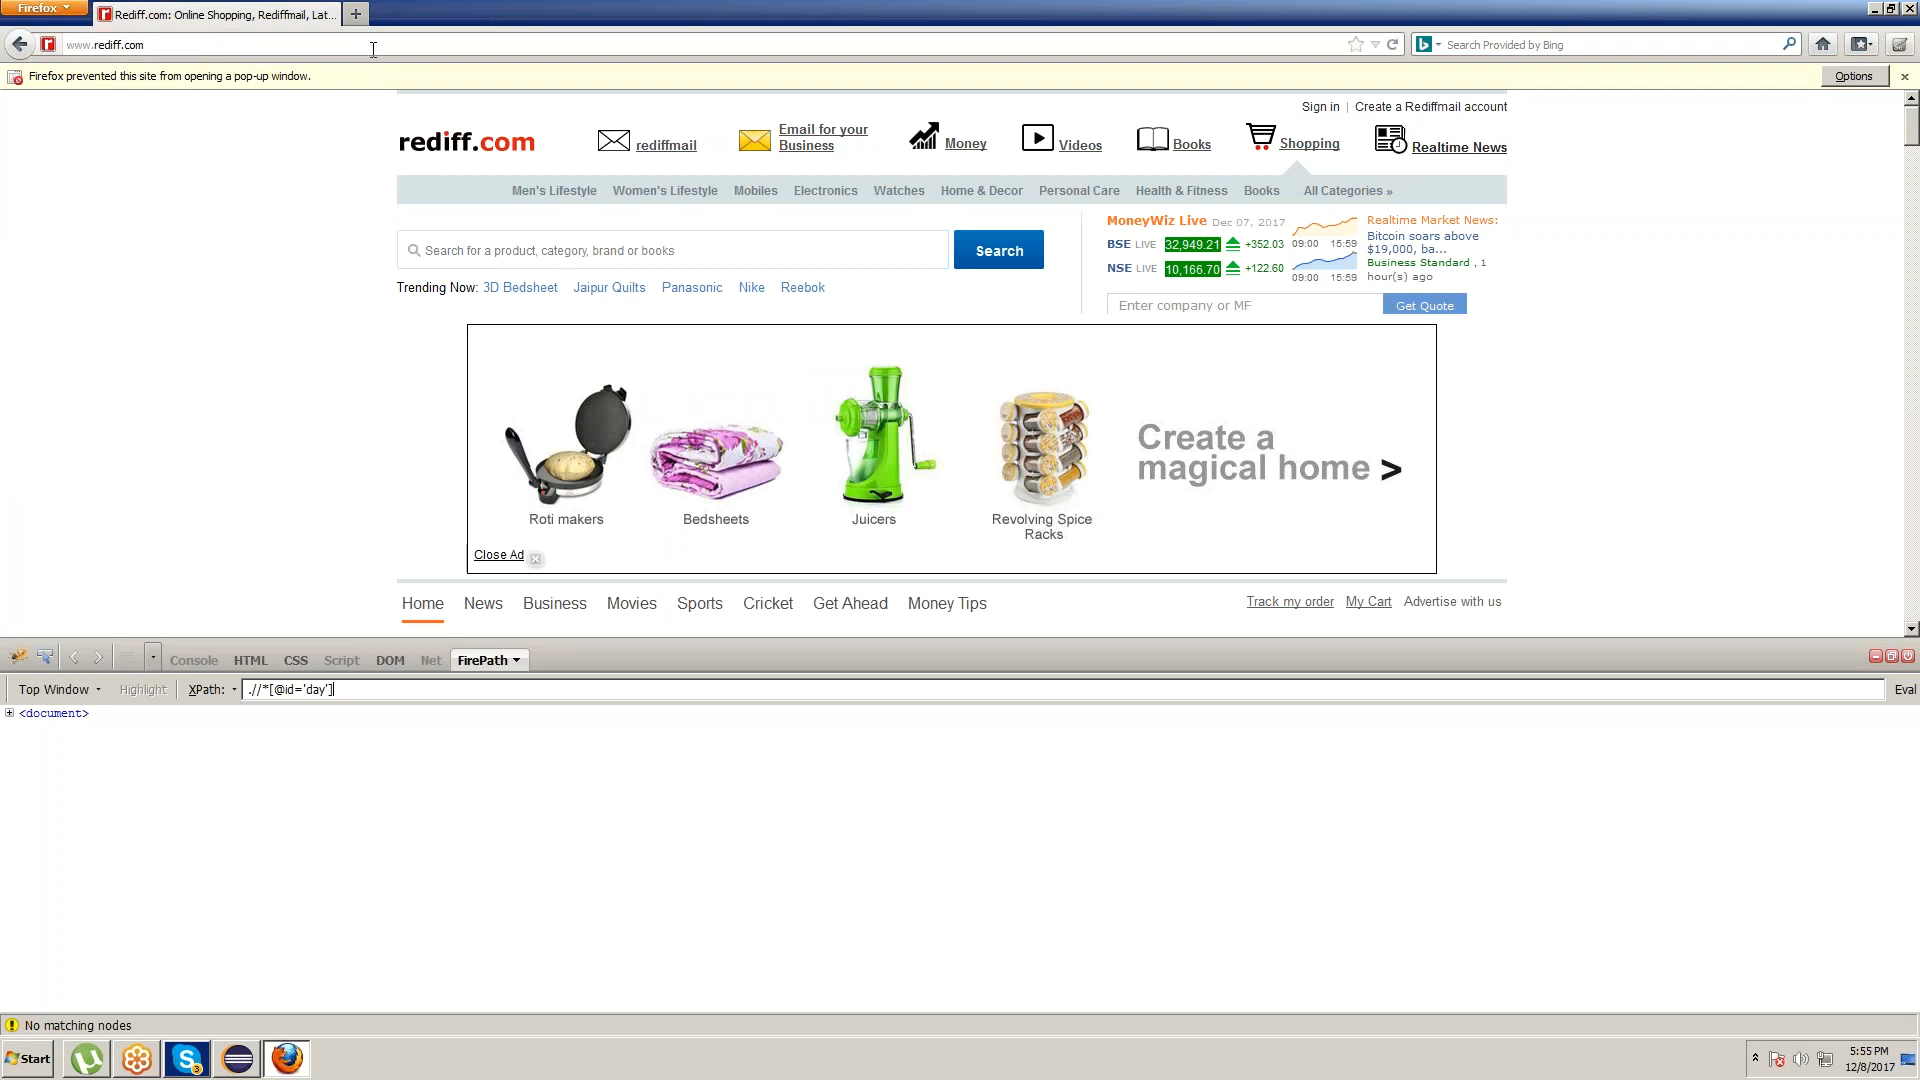 Firefox
Rediff.com: Online Shopping, Rediffmail, Lat...
www.rediff.com
Search Provided by Bing
Firefox prevented this site from opening a pop-up window.
Options
Sign in | Create a Rediffmail account
rediff.com
rediffmail
Email for your
Business
Money
Videos
Books
Shopping
Realtime News
Men's Lifestyle Women's Lifestyle Mobiles Electronics Watches Home & Decor Personal Care Health & Fitness Books All Categories »
Search for a product, category, brand or books
Search
Trending Now: 3D Bedsheet Jaipur Quilts Panasonic Nike Reebok
MoneyWiz Live Dec 07, 2017
BSE LIVE 32,949.21 +352.03
09:00 15:59
NSE LIVE 10,166.70 +122.60
09:00 15:59
Realtime Market News:
Bitcoin soars above
$19,000, ba...
Business Standard , 1
hour(s) ago
Enter company or MF
Get Quote
Roti makers
Bedsheets
Juicers
Revolving Spice
Racks
Create a
magical home >
Close Ad
Home News Business Movies Sports Cricket Get Ahead Money Tips
Track my order My Cart Advertise with us
Console HTML CSS Script DOM Net FirePath
Top Window Highlight XPath: .//*[@id='day'] Eval
<document>
No matching nodes
Start
3
5:55 PM
12/8/2017